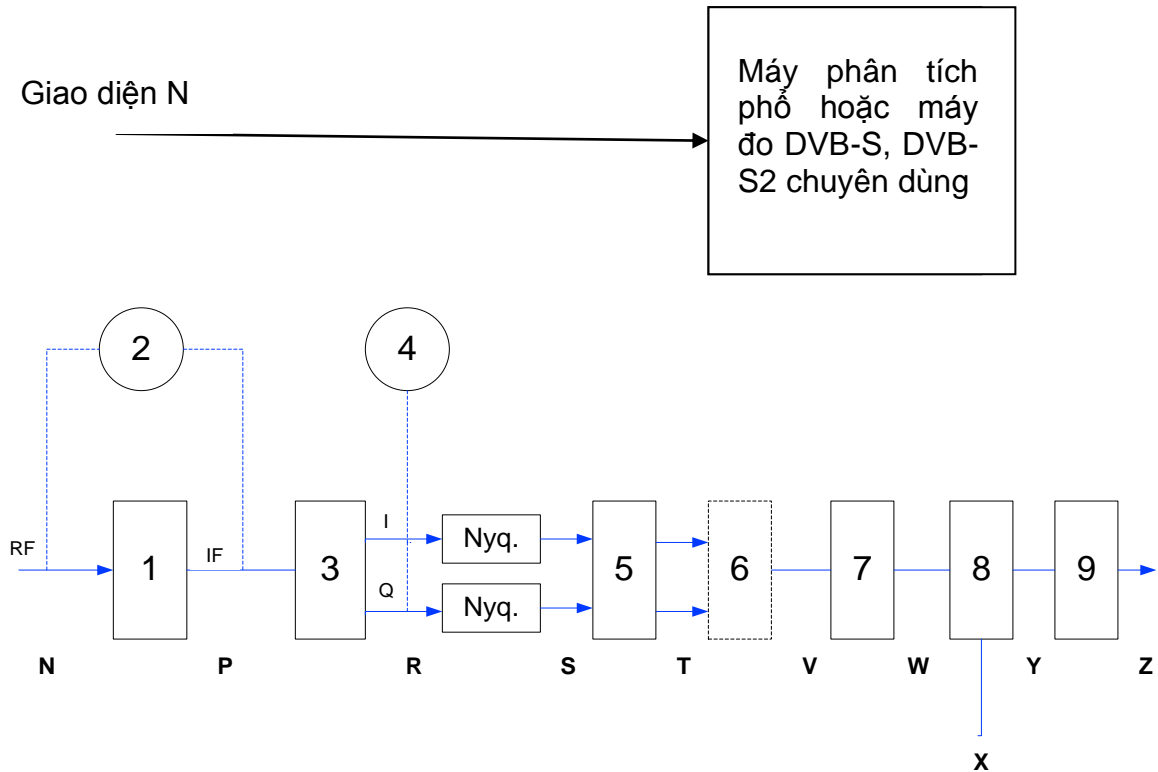 Giao diện N
Máy phân tích
phổ hoặc máy
đo DVB-S, DVB-
S2 chuyên dùng
2
4
RF
1
IF
3
I
Q
Nyq.
Nyq.
5
6
7
8
9
N
P
R
S
T
V
W
Y
Z
X